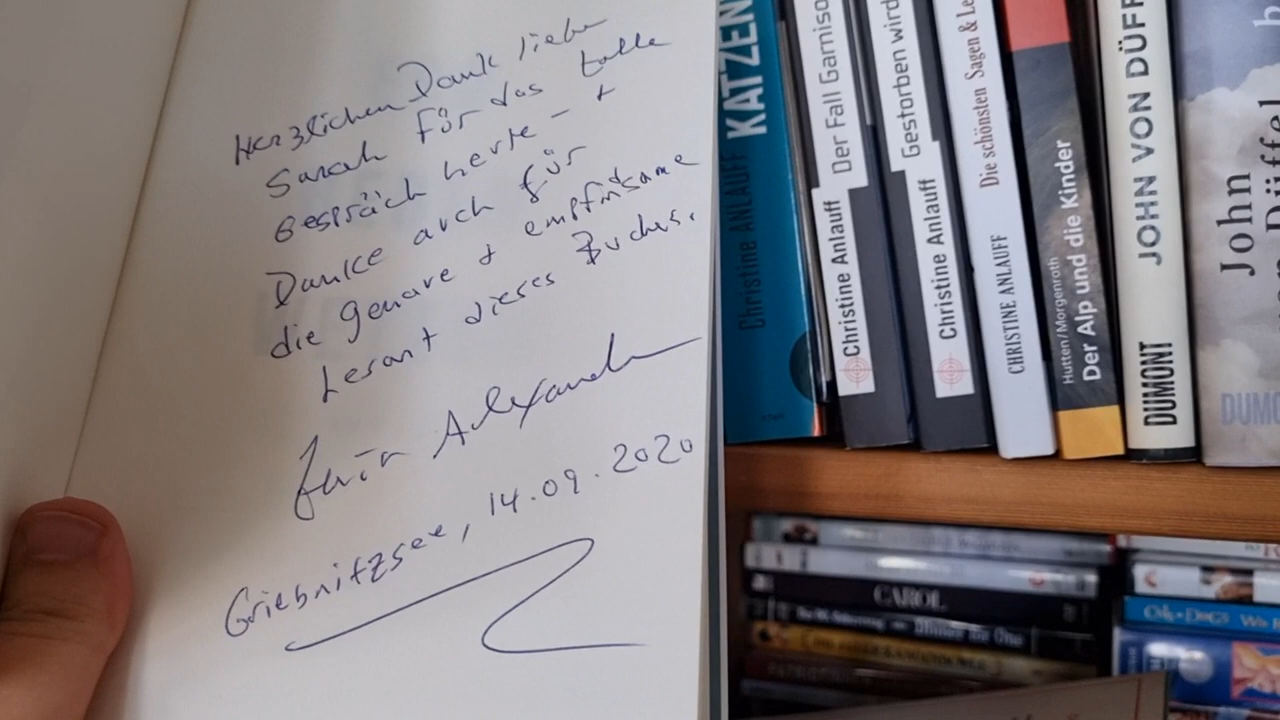 Herzlichen Dank liebe
Sarah für das tolle
Gespräch heute - +
Danke auch für
die genaue + empfindsame
Lesart dieses Buches.
Alexander
Griebnitzsee, 14.09.2020
Christine ANLAUFF KATZEN
Christine Anlauff Der Fall Garniso
Christine Anlauff Gestorben wird
CHRISTINE ANLAUFF Die schönsten Sagen & Le
Hutten/Morgenroth
Der Alp und die Kinder
DUMONT JOHN VON DÜFF
John
Düffel
DUMO
CAROL
Dinner for One